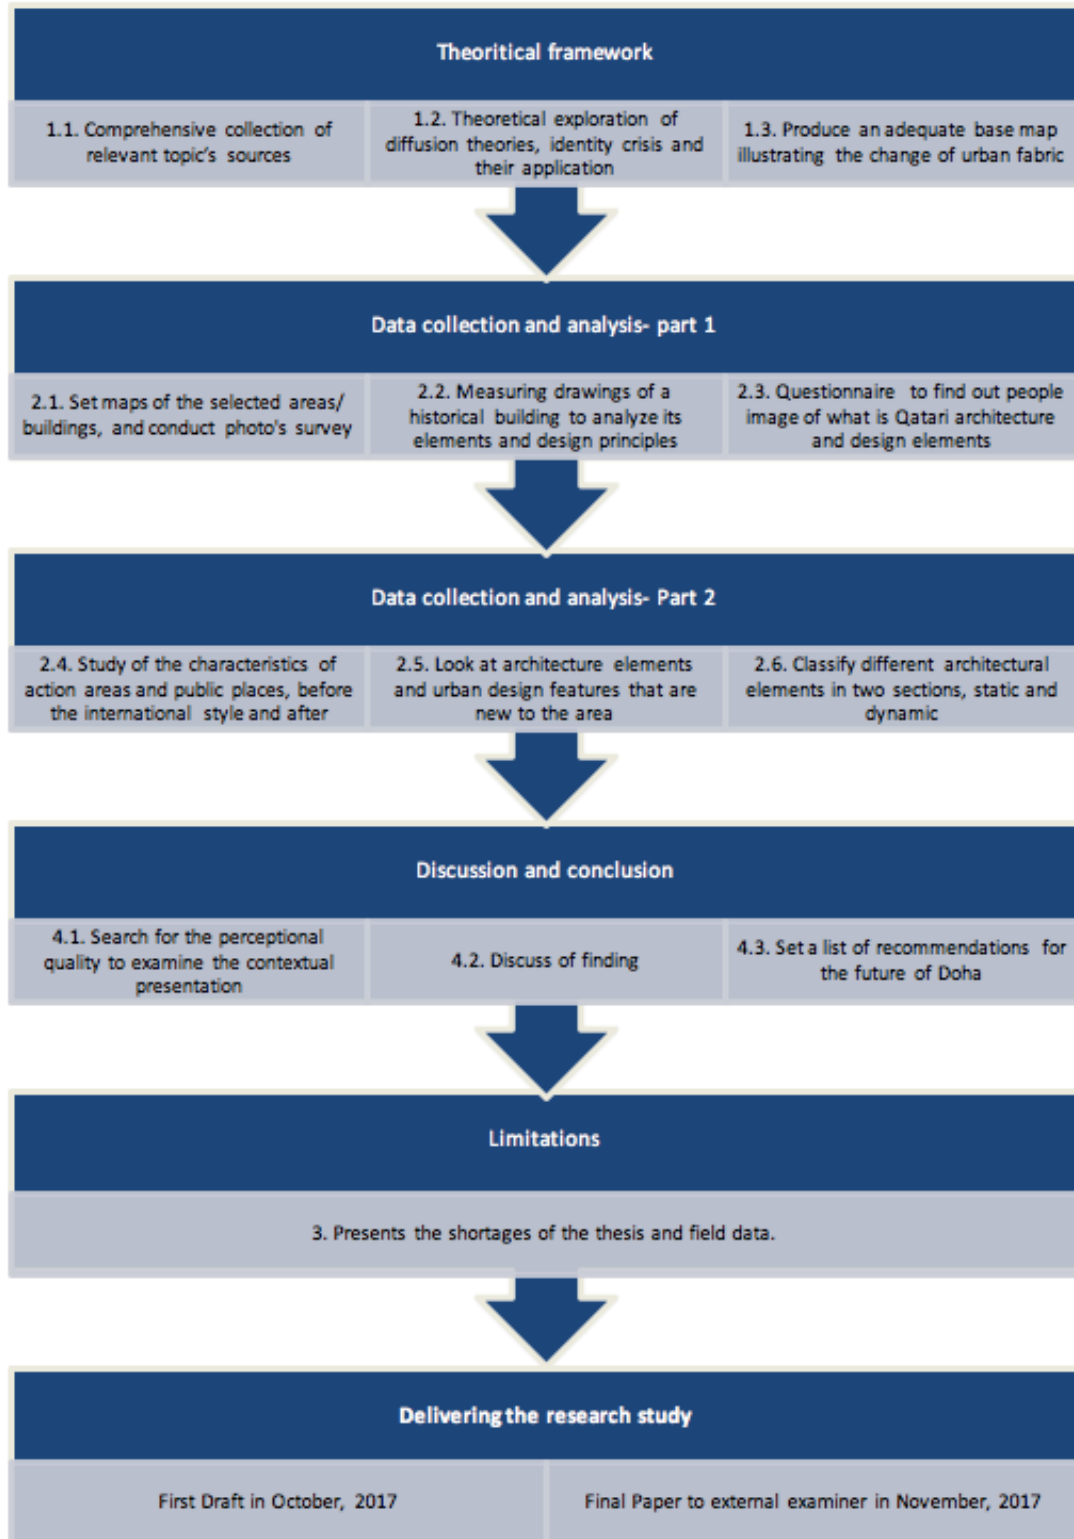 Theoritical framework
1.1. Comprehensive collection of
relevant topic's sources
1.2. Theoretical exploration of
diffusion theories, identity crisis and
their application
1.3. Produce an adequate base map
illustrating the change of urban fabric
Data collection and analysis- part 1
2.1. Set maps of the selected areas/
buildings, and conduct photo's survey
2.2. Measuring drawings of a
historical building to analyze its
elements and design principles
2.3. Questionnaire to find out people
image of what is Qatari architecture
and design elements
Data collection and analysis- Part 2
2.4. Study of the characteristics of
action areas and public places, before
the international style and after
2.5. Look at architecture elements
and urban design features that are
new to the area
2.6. Classify different architectural
elements in two sections, static and
dynamic
Discussion and conclusion
4.1. Search for the perceptional
quality to examine the contextual
presentation
4.2. Discuss of finding
4.3. Set a list of recommendations for
the future of Doha
Limitations
3. Presents the shortages of the thesis and field data.
Delivering the research study
First Draft in October, 2017
Final Paper to external examiner in November, 2017